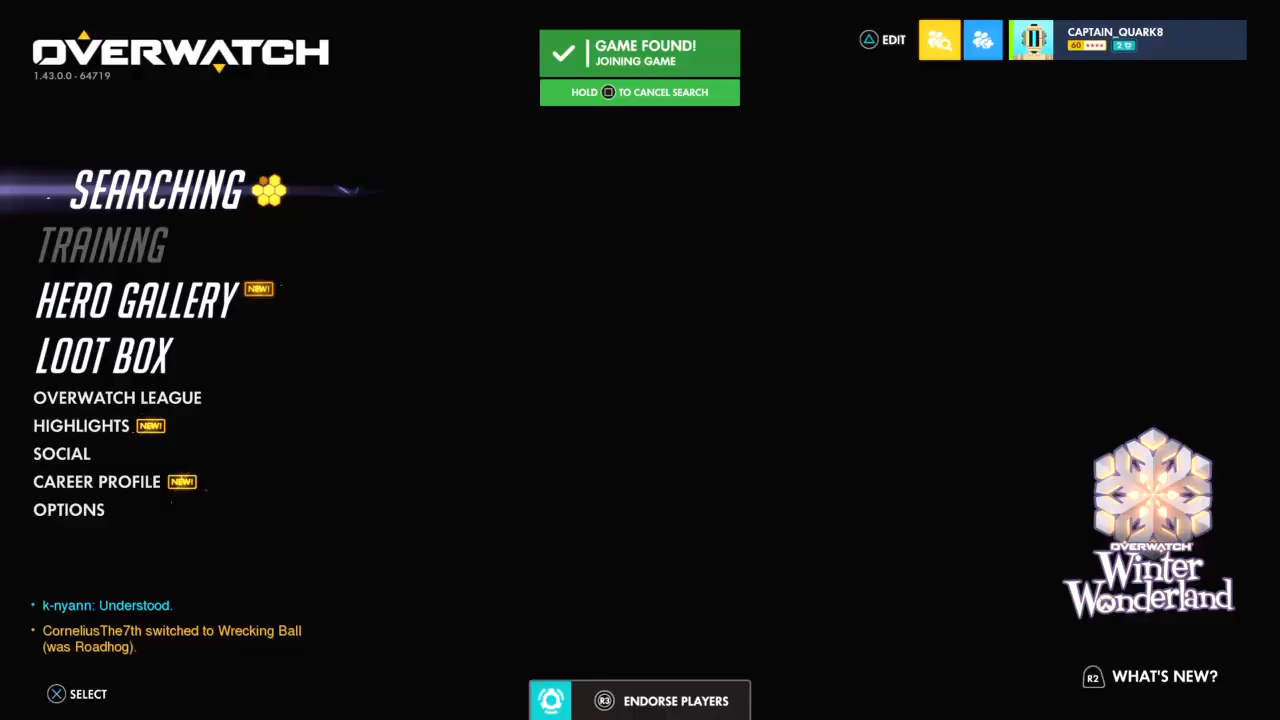 OVERWATCH
1.43.0.0 - 64719
GAME FOUND!
JOINING GAME
HOLD TO CANCEL SEARCH
EDIT
CAPTAIN_QUARK8
60
2
SEARCHING
TRAINING
HERO GALLERY NEW!
LOOT BOX
OVERWATCH LEAGUE
HIGHLIGHTS NEW!
SOCIAL
CAREER PROFILE NEW!
OPTIONS
OVERWATCH
Winter
Wonderland
• k-nyann: Understood.
• CorneliusThe7th switched to Wrecking Ball
(was Roadhog).
SELECT
R3 ENDORSE PLAYERS
R2 WHAT'S NEW?